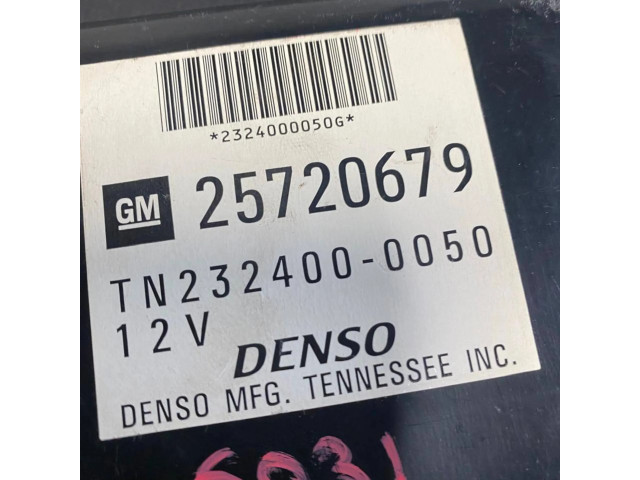 *2324000050G*
GM 25720679
TN232400-0050
12V
DENSO
DENSO MFG. TENNESSEE INC.